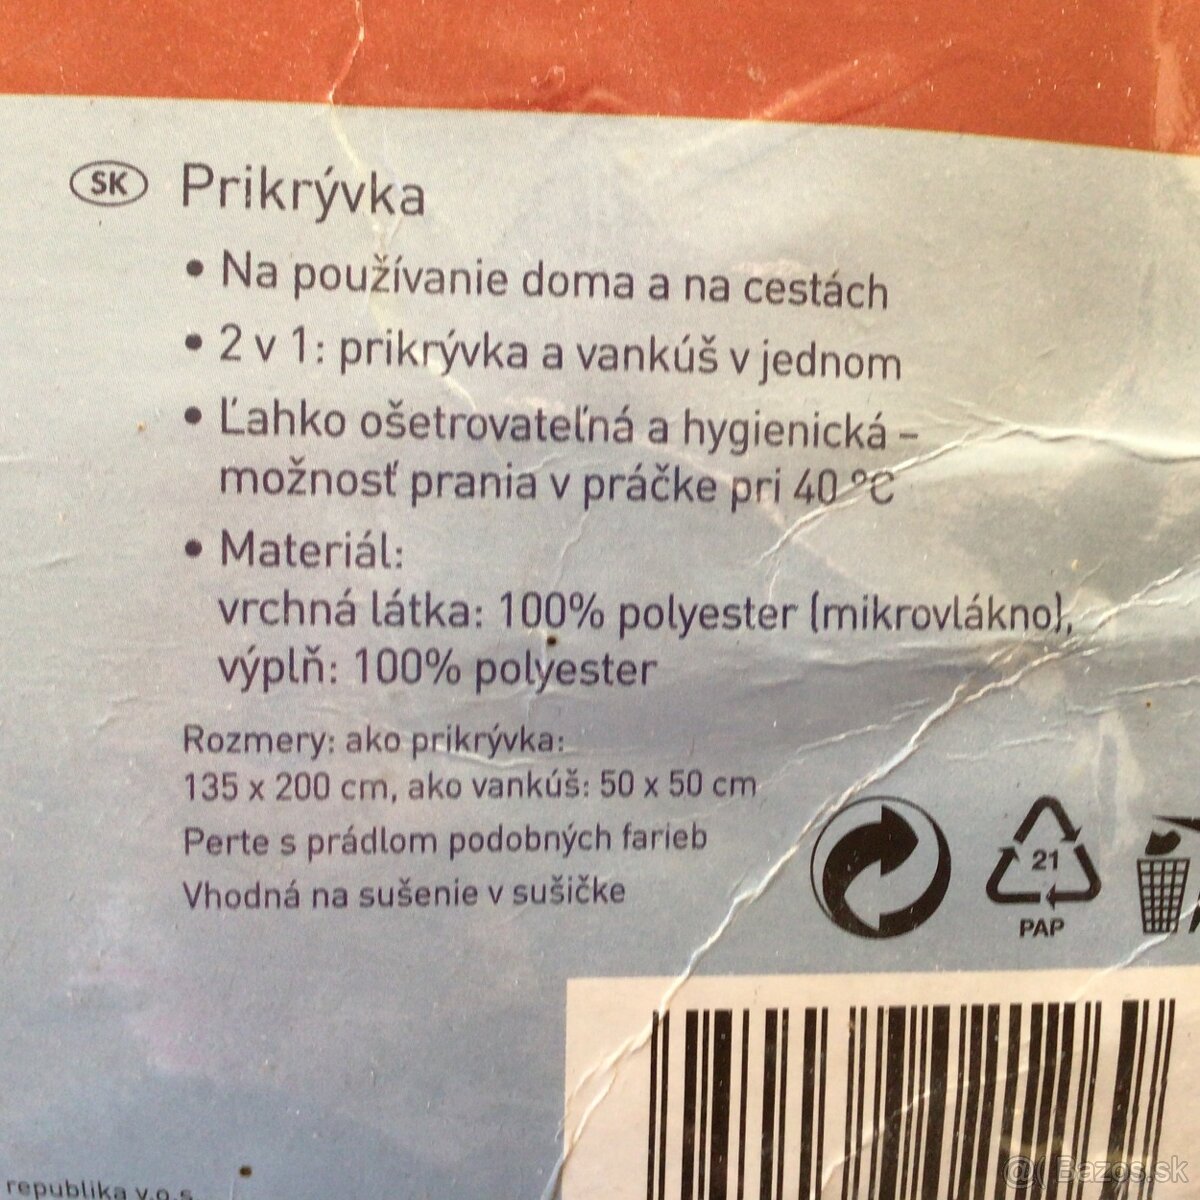 SK Prikrývka
• Na používanie doma a na cestách
• 2 v 1: prikrývka a vankúš v jednom
• Ľahko ošetrovateľná a hygienická –
možnosť prania v práčke pri 40 °C
• Materiál:
vrchná látka: 100% polyester (mikrovlákno),
výplň: 100% polyester
Rozmery: ako prikrývka:
135 x 200 cm, ako vankúš: 50 x 50 cm
Perte s prádlom podobných farieb
Vhodná na sušenie v sušičke
21
PAP
republika v.o.s.
Bazos.sk